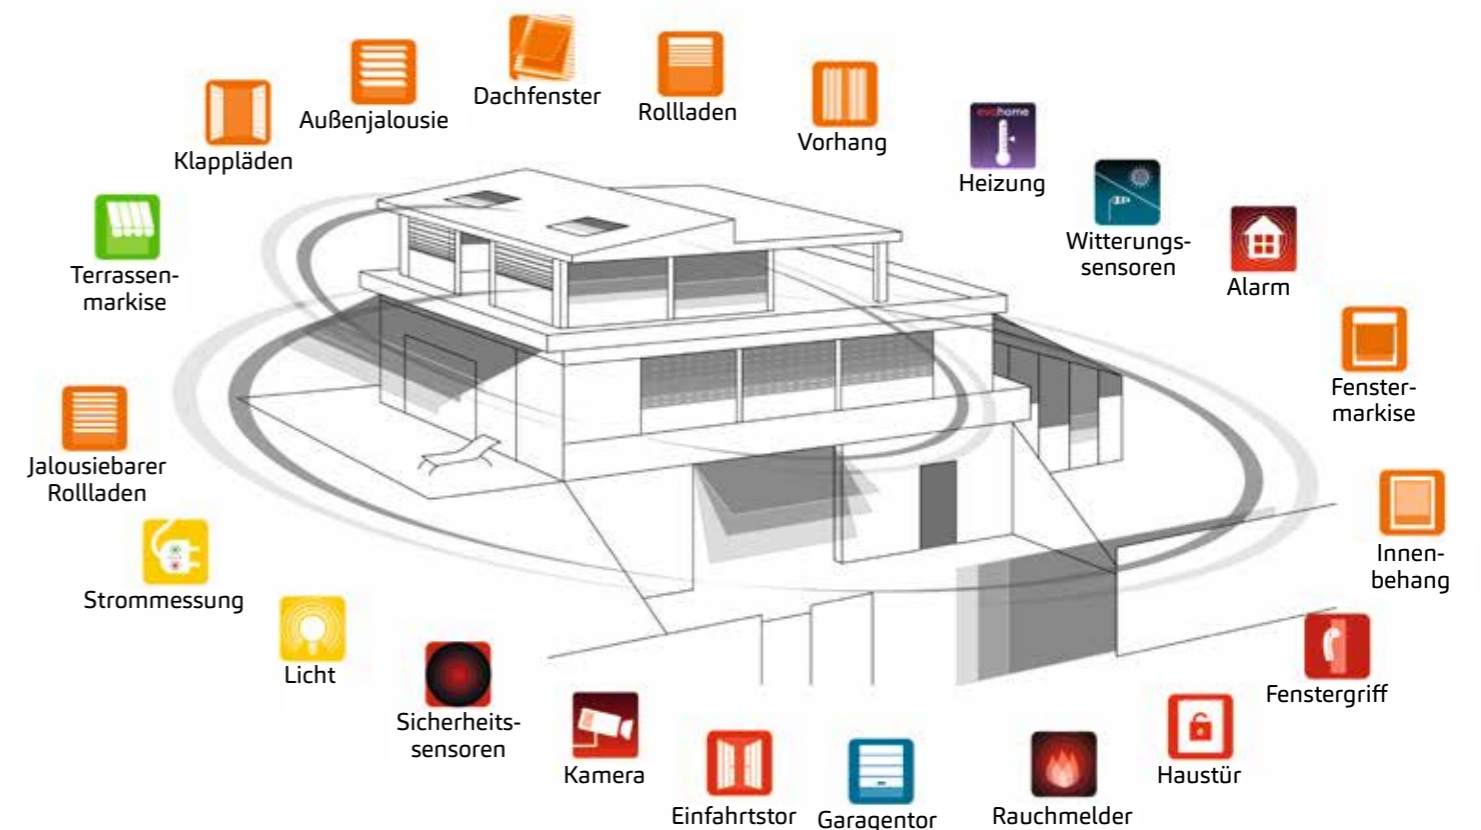 Dachfenster
Außenjalousie
Rollladen
Vorhang
Klappläden
evohome
Heizung
Witterungs-
sensoren
Alarm
Terrassen-
markise
Fenster-
markise
Jalousiebarer
Rollladen
Innen-
behang
Strommessung
Licht
Fenstergriff
Sicherheits-
sensoren
Kamera
Haustür
Einfahrtstor
Garagentor
Rauchmelder